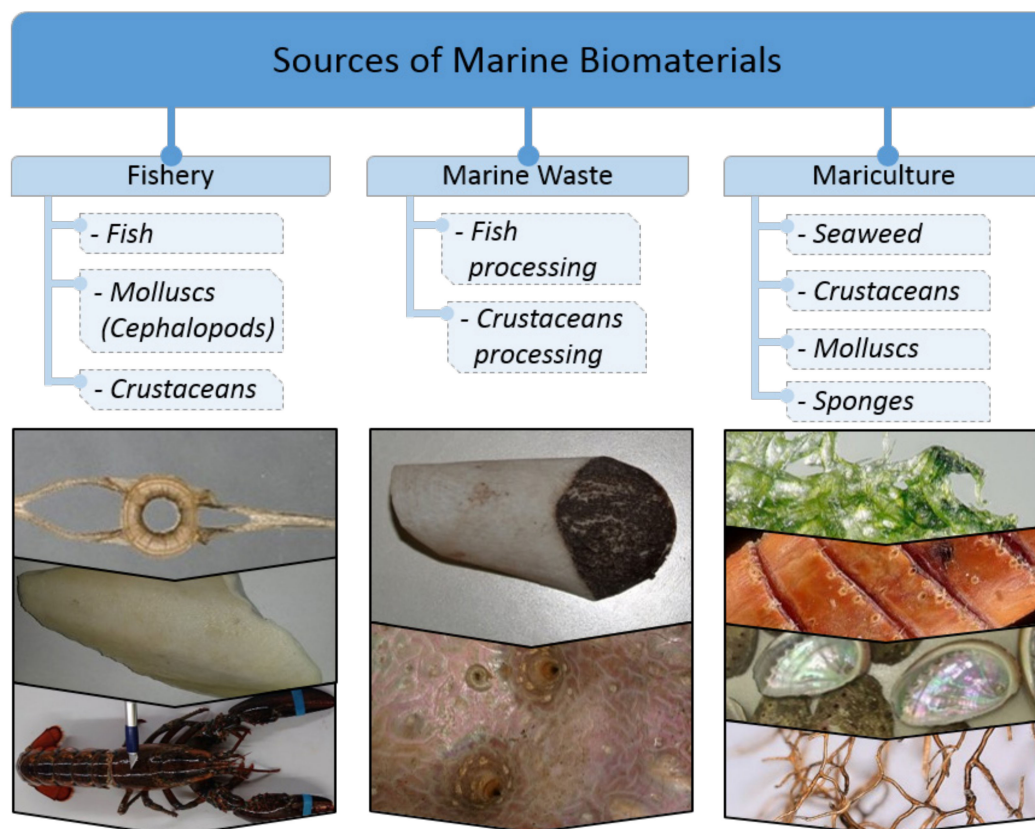 Sources of Marine Biomaterials
Fishery
- Fish
- Molluscs
(Cephalopods)
- Crustaceans
Marine Waste
- Fish
processing
- Crustaceans
processing
Mariculture
- Seaweed
- Crustaceans
- Molluscs
- Sponges